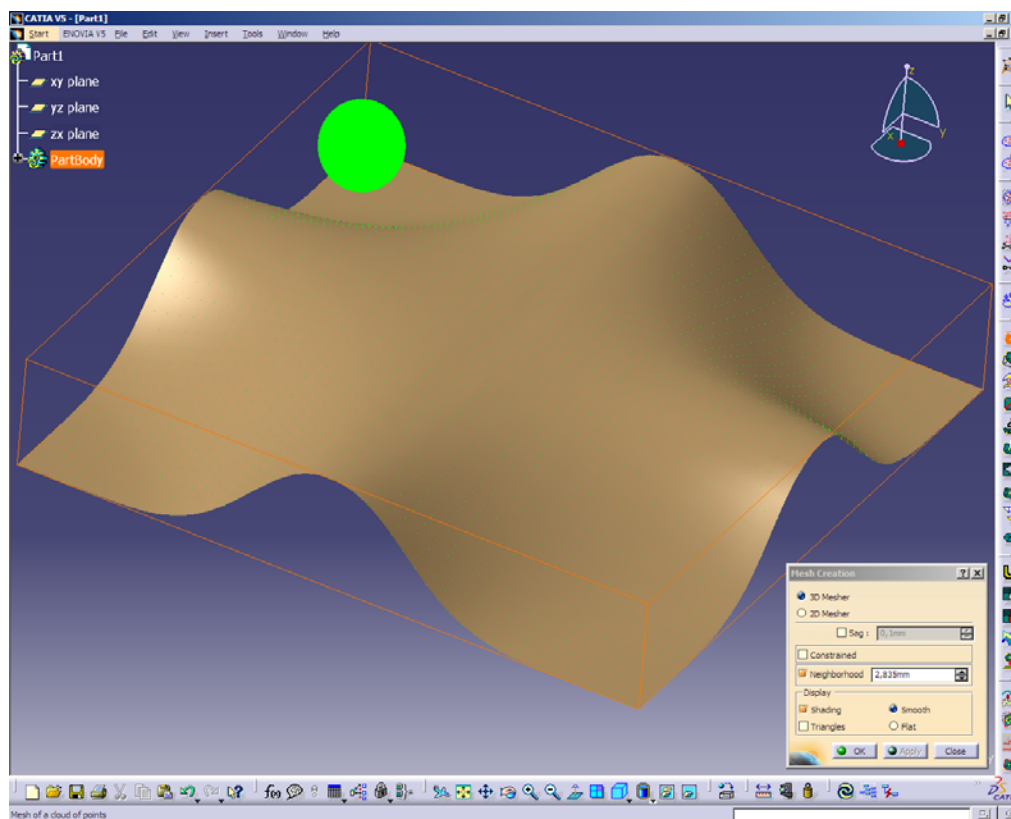 CATIA V5 - [Part1]
Start ENOVIA V5 File Edit View Insert Tools Window Help
Part1
xy plane
yz plane
zx plane
PartBody
z
x
y
Mesh Creation
3D Mesher
2D Mesher
Sag : 0,1mm
Constrained
Neighborhood 2,835mm
Display
Shading Smooth
Triangles Flat
OK Apply Close
f(x)
CATIA
Mesh of a cloud of points